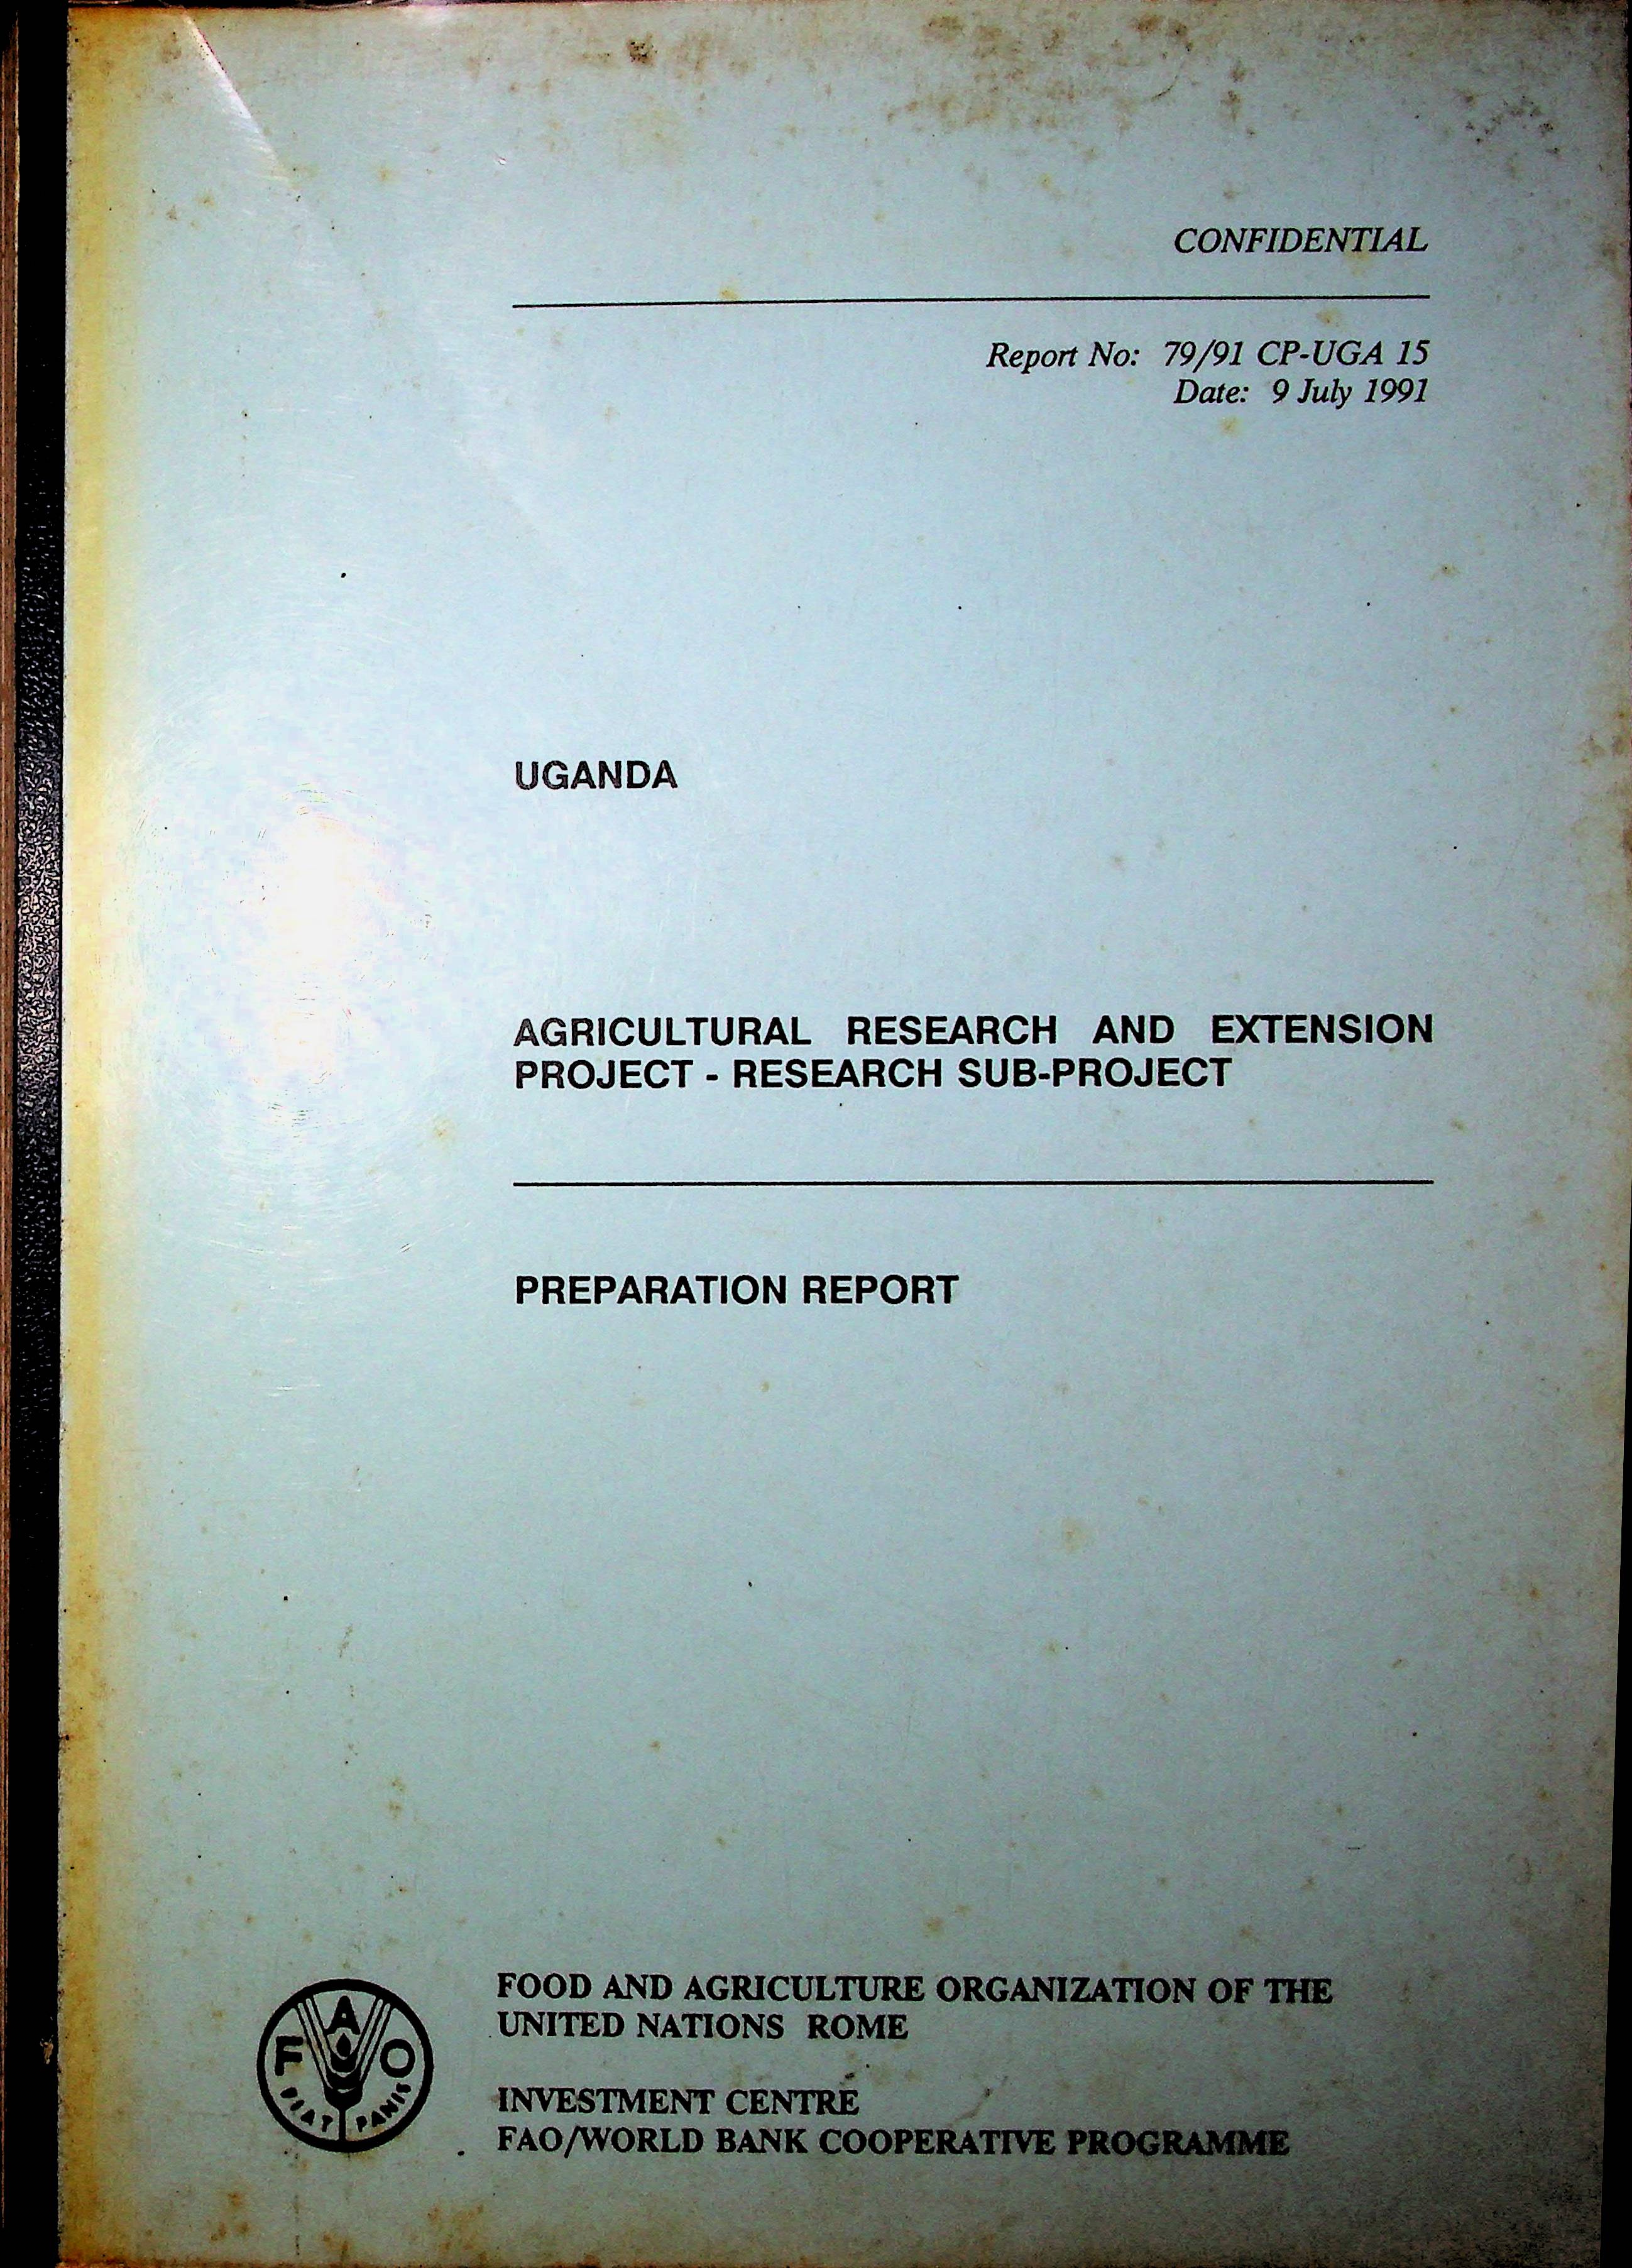 CONFIDENTIAL
Report No: 79/91 CP-UGA 15
Date: 9 July 1991
UGANDA
AGRICULTURAL RESEARCH AND EXTENSION
PROJECT - RESEARCH SUB-PROJECT
PREPARATION REPORT
FOOD AND AGRICULTURE ORGANIZATION OF THE
UNITED NATIONS ROME
INVESTMENT CENTRE
FAO/WORLD BANK COOPERATIVE PROGRAMME
F A O
FIAT PANIS